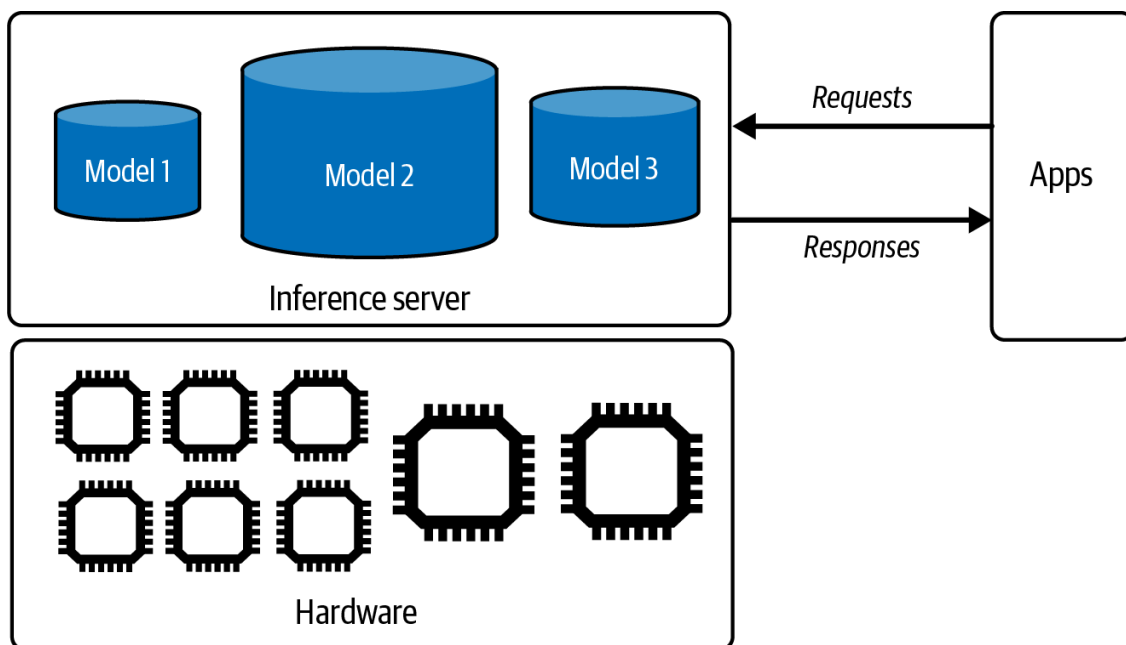 Model 1
Model 2
Model 3
Inference server
Requests
Responses
Apps
Hardware